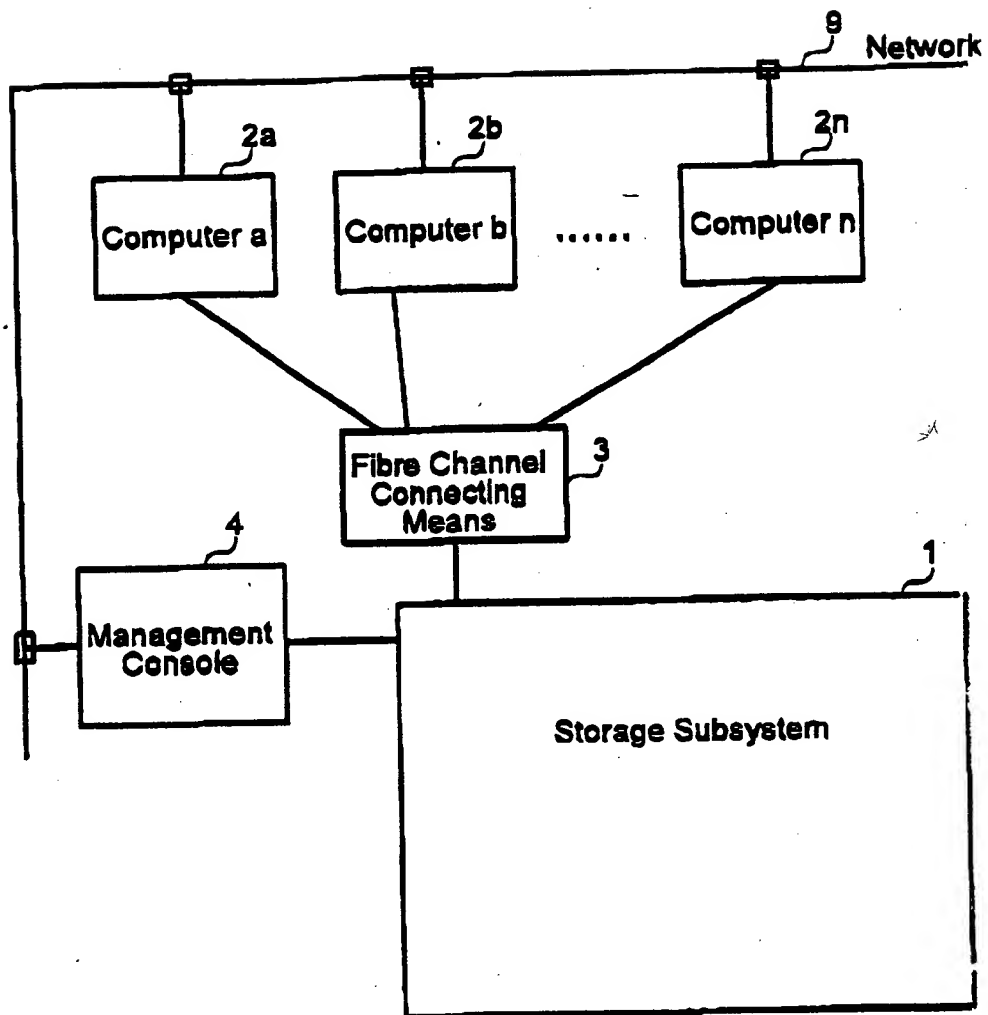 9
Network
2a
2b
2n
Computer a
Computer b
......
Computer n
Fibre Channel
Connecting
Means
3
4
1
Management
Console
Storage Subsystem